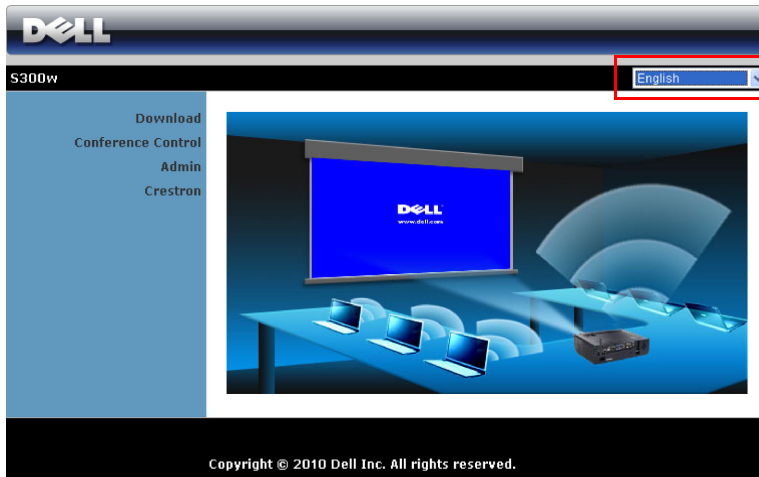 DELL
S300w
English
Download
Conference Control
Admin
Crestron
DELL
www.dell.com
Copyright © 2010 Dell Inc. All rights reserved.